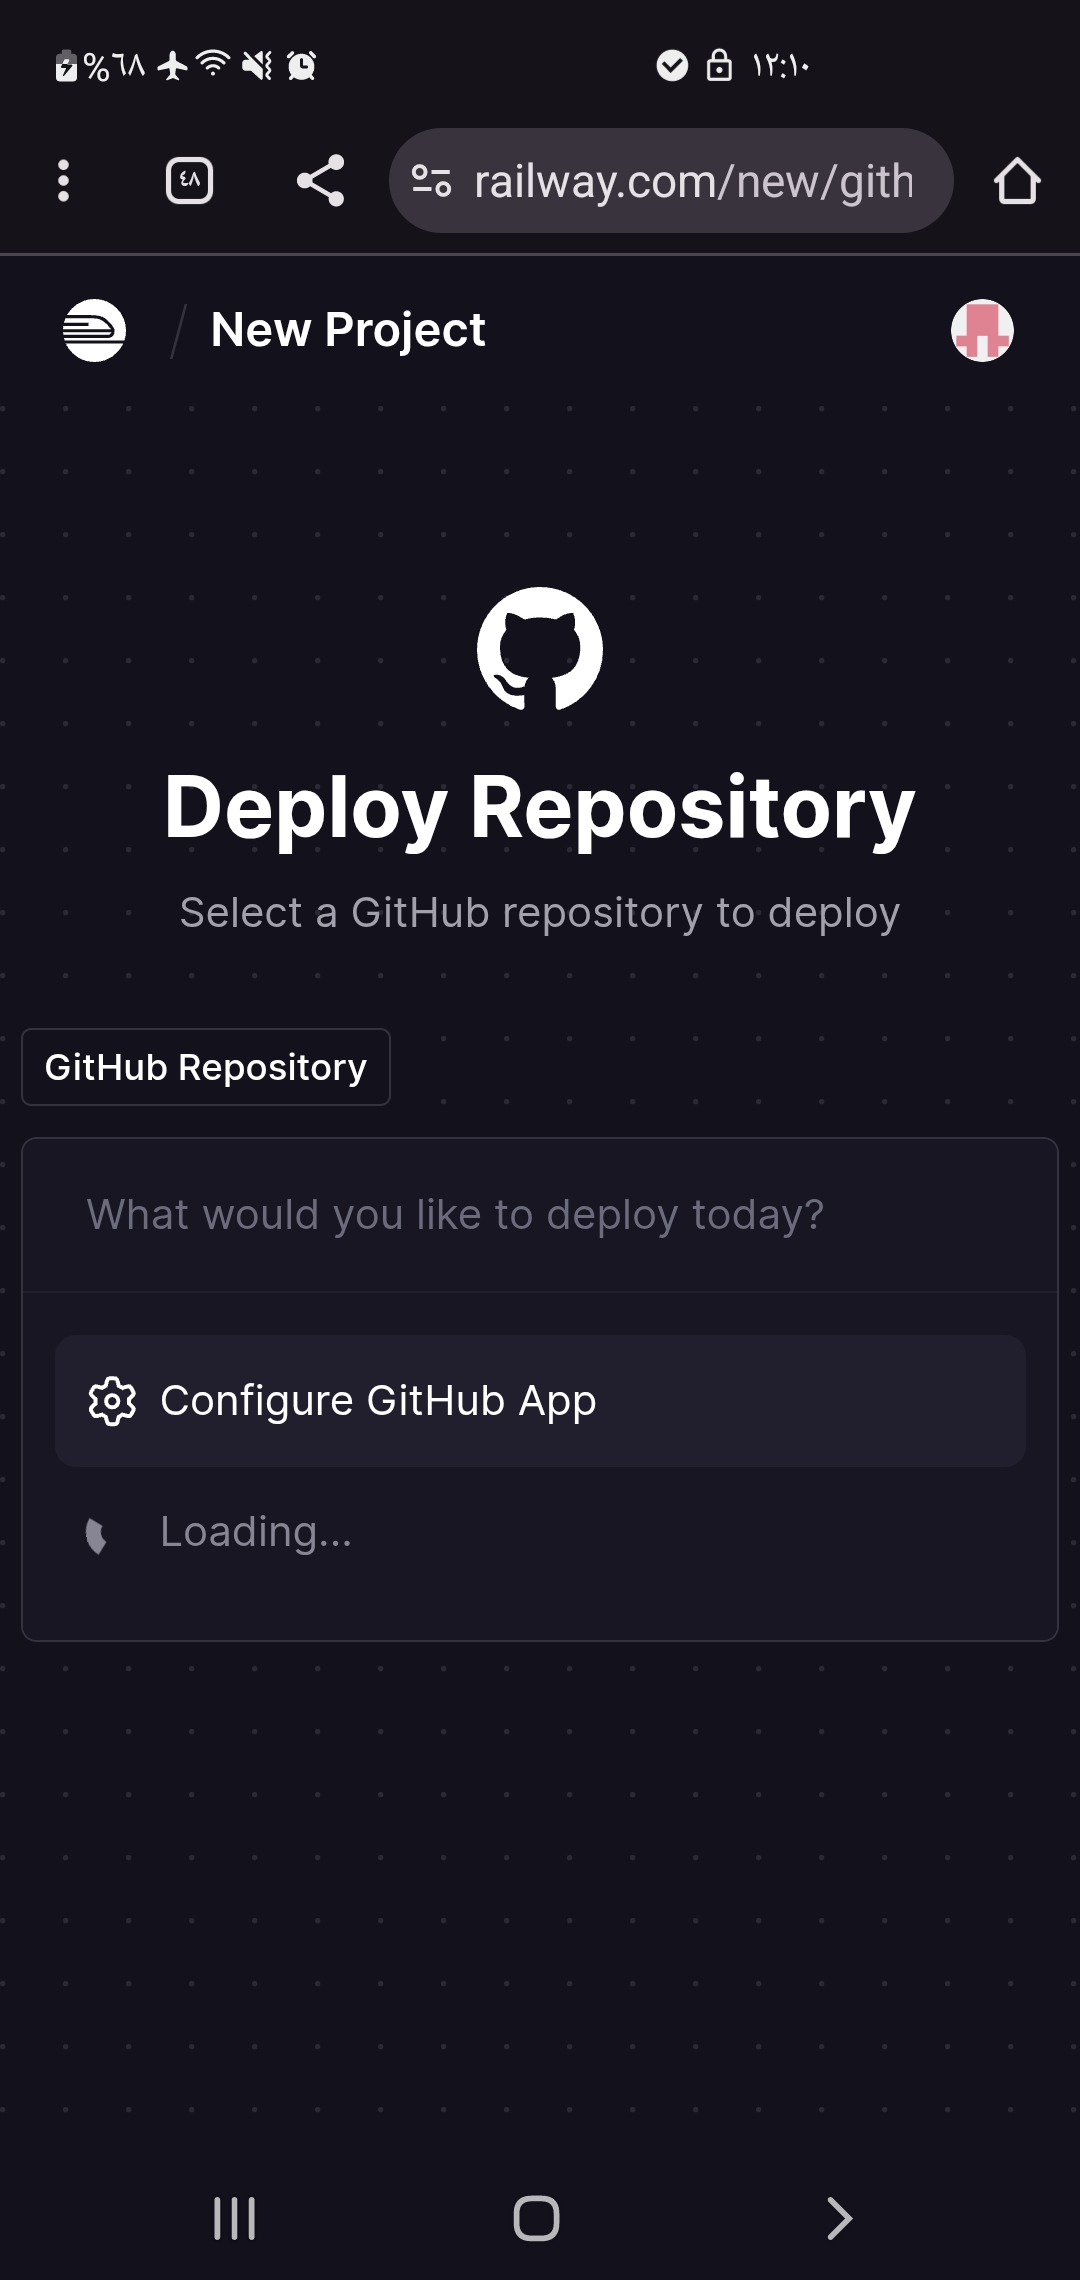 %٦٨ ١٢:١٠
٤٨ railway.com/new/gith
New Project
Deploy Repository
Select a GitHub repository to deploy
GitHub Repository
What would you like to deploy today?
Configure GitHub App
Loading...